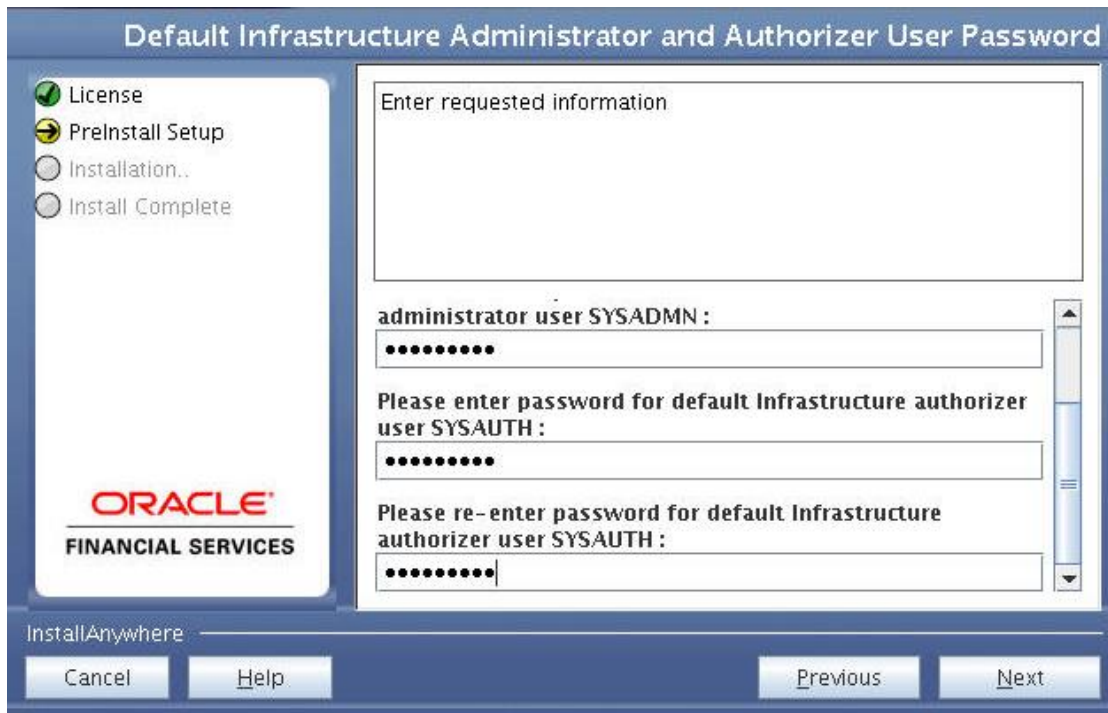 Default Infrastructure Administrator and Authorizer User Password
License
PreInstall Setup
Installation..
Install Complete
Enter requested information
administrator user SYSADMN :
•••••••••
Please enter password for default Infrastructure authorizer
user SYSAUTH :
•••••••••
Please re-enter password for default Infrastructure
authorizer user SYSAUTH :
•••••••••
ORACLE
FINANCIAL SERVICES
InstallAnywhere
Cancel
Help
Previous
Next